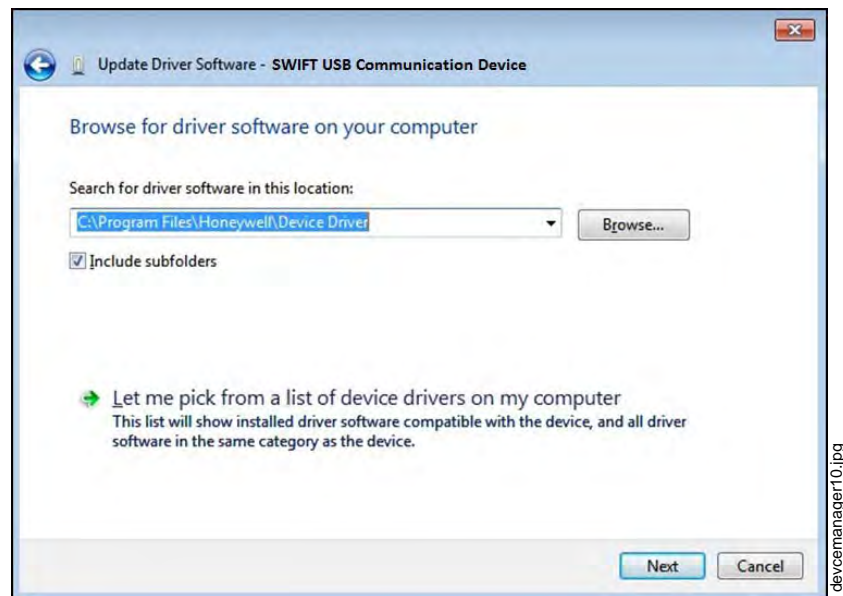 Update Driver Software - SWIFT USB Communication Device
Browse for driver software on your computer
Search for driver software in this location:
C:\Program Files\Honeywell\Device Driver
Browse...
Include subfolders
Let me pick from a list of device drivers on my computer
This list will show installed driver software compatible with the device, and all driver
software in the same category as the device.
Next
Cancel
devcemanager10.jpg